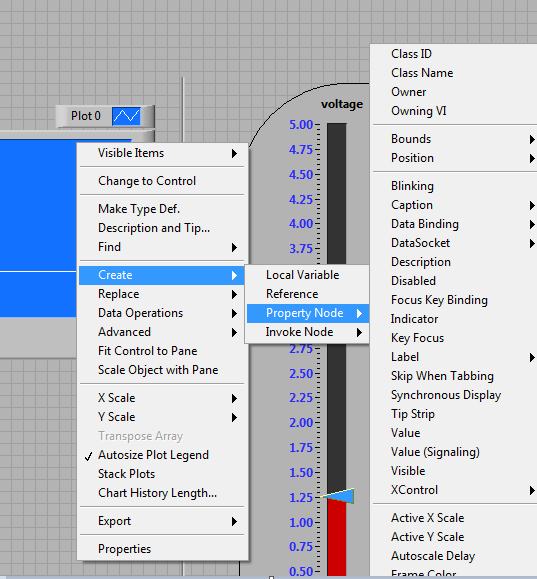 Plot 0
Visible Items
Change to Control
Make Type Def.
Description and Tip...
Find
Create
Replace
Data Operations
Advanced
Fit Control to Pane
Scale Object with Pane
X Scale
Y Scale
Transpose Array
Autosize Plot Legend
Stack Plots
Chart History Length...
Export
Properties
Local Variable
Reference
Property Node
Invoke Node
voltage
5.00
4.75
4.50
4.25
4.00
3.75
2.75
2.50
2.25
2.00
1.75
1.50
1.25
1.00
0.75
0.50
Class ID
Class Name
Owner
Owning VI
Bounds
Position
Blinking
Caption
Data Binding
DataSocket
Description
Disabled
Focus Key Binding
Indicator
Key Focus
Label
Skip When Tabbing
Synchronous Display
Tip Strip
Value
Value (Signaling)
Visible
XControl
Active X Scale
Active Y Scale
Autoscale Delay
Frame Color